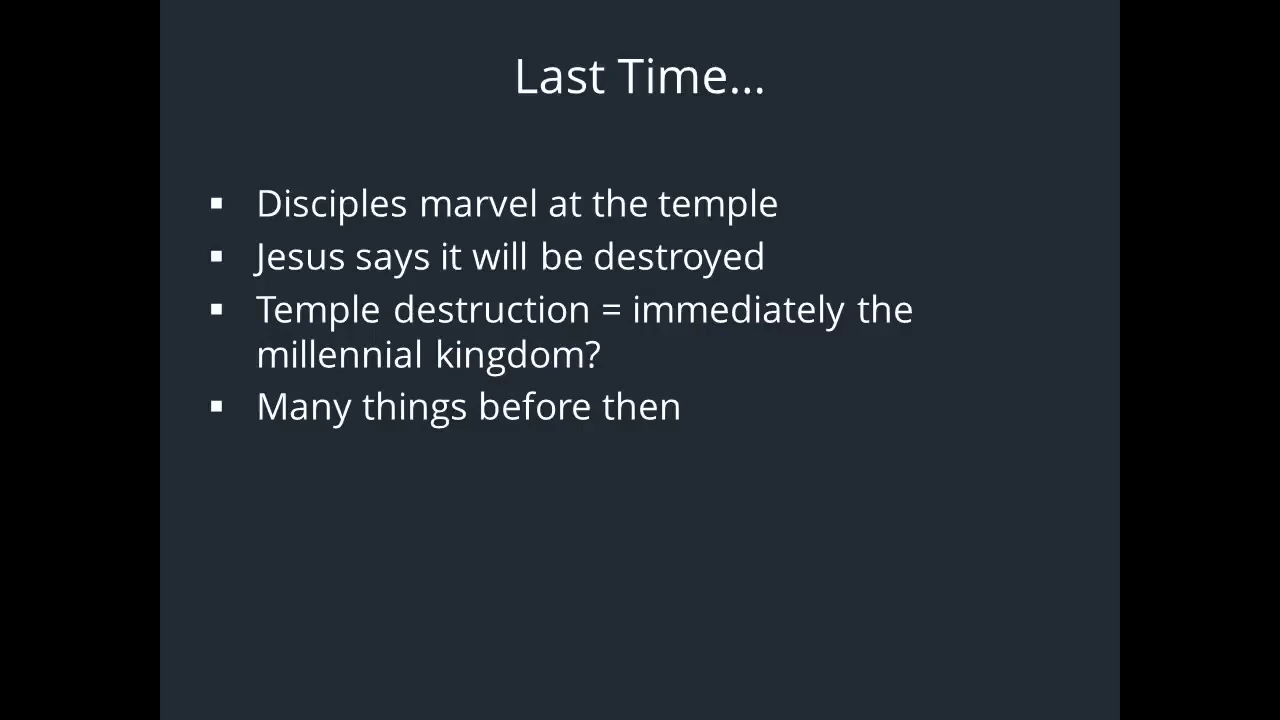 Last Time...
▪ Disciples marvel at the temple
▪ Jesus says it will be destroyed
▪ Temple destruction = immediately the
millennial kingdom?
▪ Many things before then